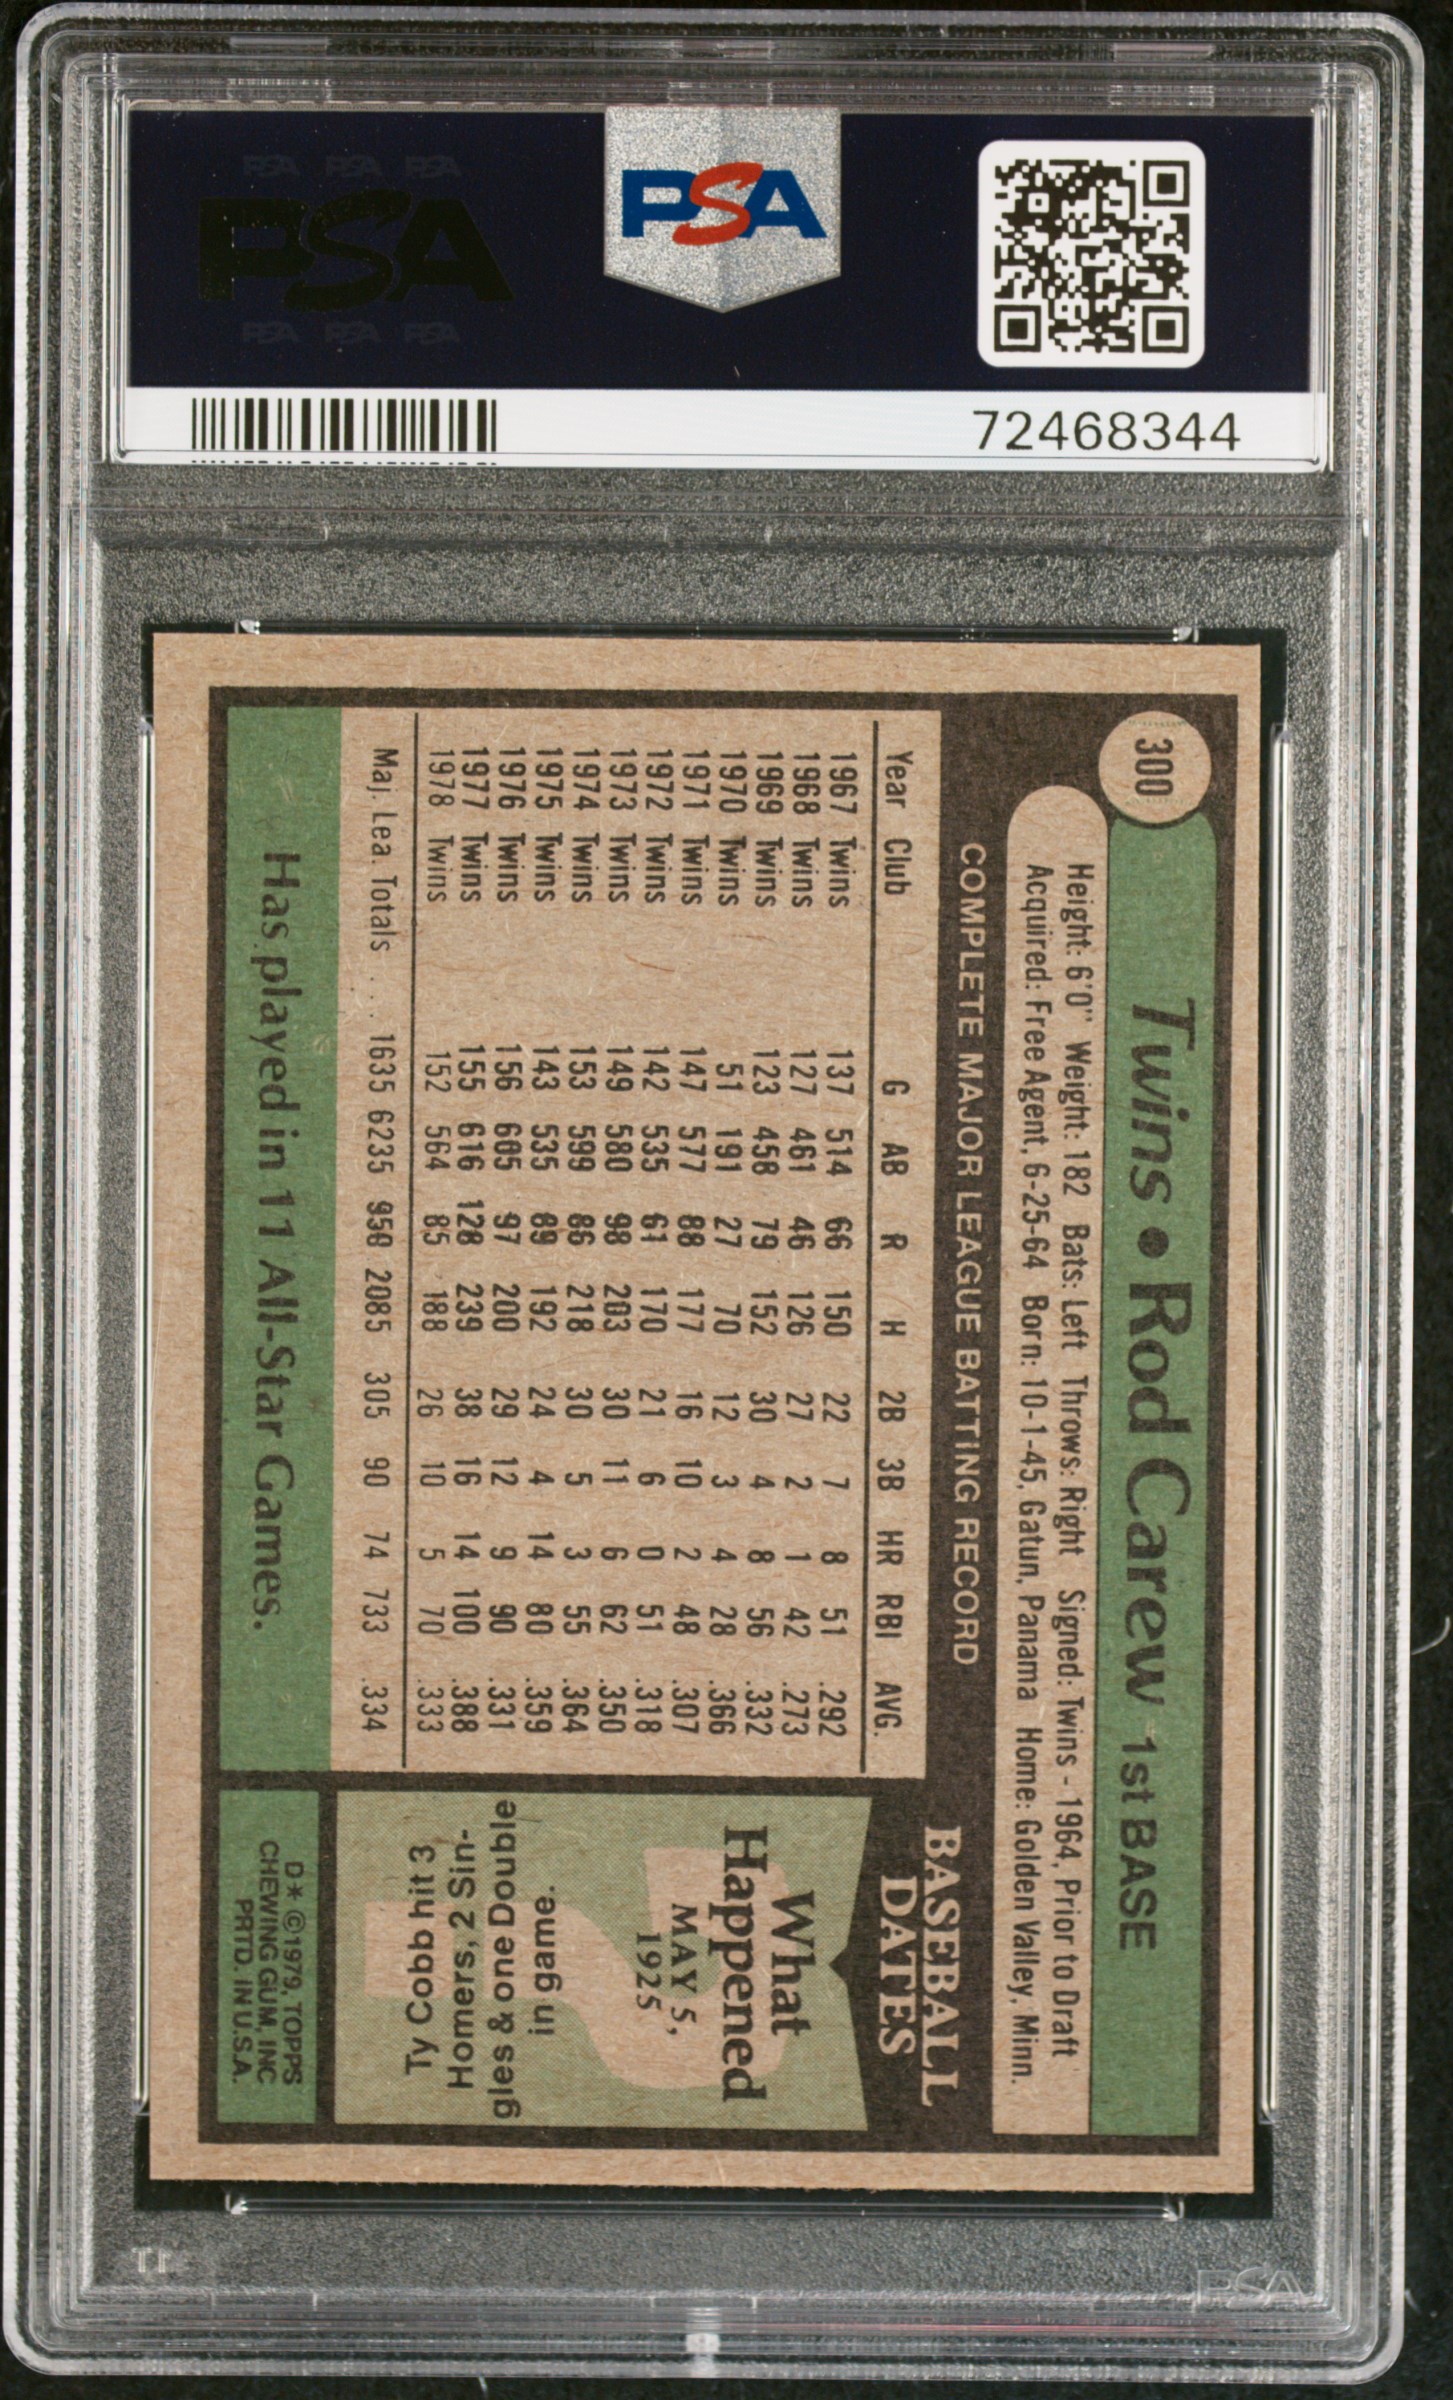 PSA PSA PSA
PSA
PSA PSA PSA
PSA
72468344
300
Twins • Rod Carew 1st BASE
Height: 6'0" Weight: 182 Bats: Left Throws: Right Signed: Twins - 1964, Prior to Draft
Acquired: Free Agent, 6-25-64 Born: 10-1-45, Gatun, Panama Home: Golden Valley, Minn.
COMPLETE MAJOR LEAGUE BATTING RECORD
Year Club G AB R H 2B 3B HR RBI AVG.
1967 Twins 137 514 66 150 22 7 8 51 .292
1968 Twins 127 461 46 126 27 2 1 42 .273
1969 Twins 123 458 79 152 30 4 8 56 .332
1970 Twins 51 191 27 70 12 3 4 28 .366
1971 Twins 147 577 88 177 16 10 2 48 .307
1972 Twins 142 535 61 170 21 6 0 51 .318
1973 Twins 149 580 98 203 30 11 6 62 .350
1974 Twins 153 599 86 218 30 5 3 55 .364
1975 Twins 143 535 89 192 24 4 14 80 .359
1976 Twins 156 605 97 200 29 12 9 90 .331
1977 Twins 155 616 128 239 38 16 14 100 .388
1978 Twins 152 564 85 188 26 10 5 70 .333
Maj. Lea. Totals ... 1635 6235 950 2085 305 90 74 733 .334
Has played in 11 All-Star Games.
BASEBALL
DATES
What
Happened
MAY 5,
1925
Ty Cobb hit 3
Homers, 2 Sin-
gles & one Double
in game.
D* ©1979, TOPPS
CHEWING GUM, INC
PRTD. IN U.S.A.
PSA